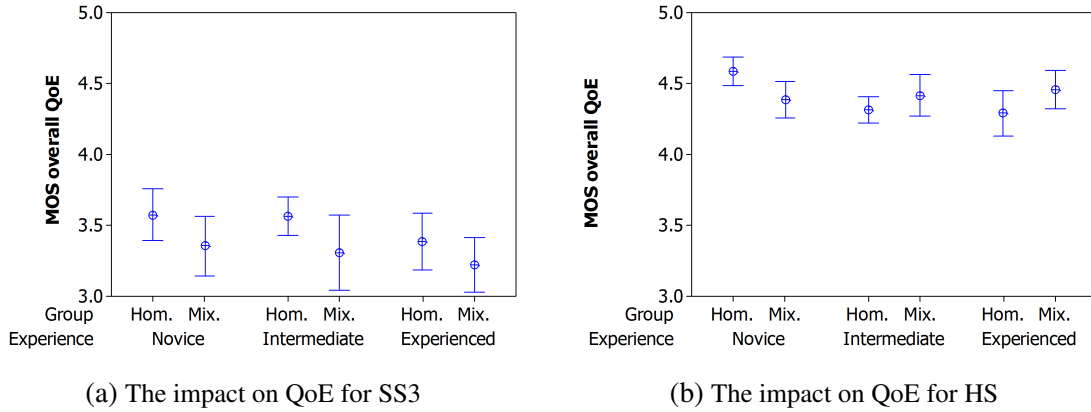 5.0
4.5
4.0
3.5
3.0
MOS overall QoE
Group Hom. Mix. Hom. Mix. Hom. Mix.
Experience Novice Intermediate Experienced
(a) The impact on QoE for SS3
5.0
4.5
4.0
3.5
3.0
MOS overall QoE
Group Hom. Mix. Hom. Mix. Hom. Mix.
Experience Novice Intermediate Experienced
(b) The impact on QoE for HS